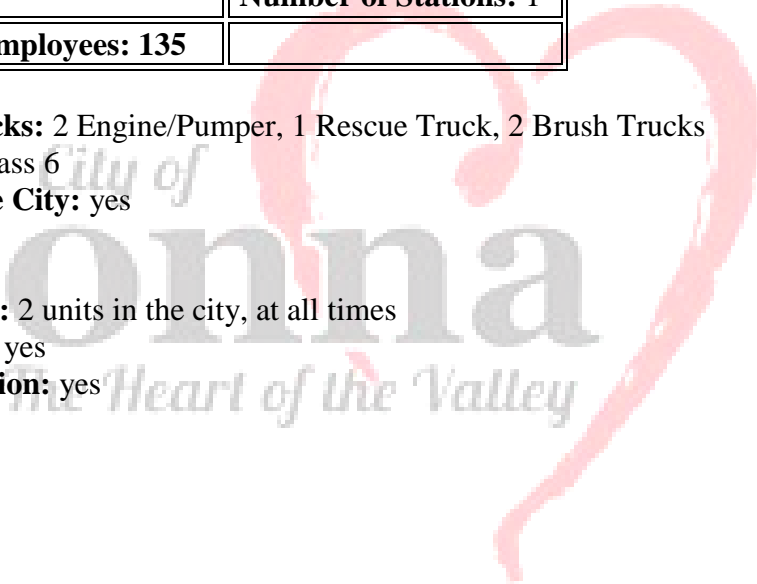 Number of Stations: 1
mployees: 135
cks: 2 Engine/Pumper, 1 Rescue Truck, 2 Brush Trucks
ass 6
City of
e City: yes
onna
: 2 units in the city, at all times
yes
ion: yes
The Heart of the Valley